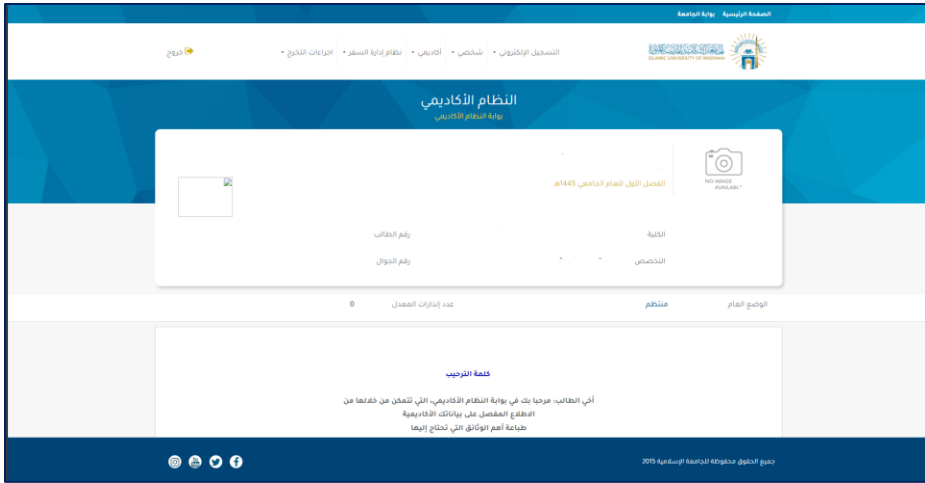 الصفحة الرئيسية بوابة الجامعة
ISLAMIC UNIVERSITY OF MADINAH
التسجيل الإلكتروني شخصي أكاديمي نظام إدارة السفر اجراءات التخرج
خروج
النظام الأكاديمي
بوابة النظام الأكاديمي
NO IMAGE
الفصل الأول للعام الجامعي 1445هـ
الكلية
رقم الطالب
التخصص
رقم الجوال
الوضع العام منتظم عدد إنذارات المعدل 0
كلمة الترحيب
أخي الطالب: مرحبا بك في بوابة النظام الأكاديمي، التي تتمكن من خلالها من
الاطلاع المفصل على بياناتك الأكاديمية
طباعة أهم الوثائق التي تحتاج إليها
جميع الحقوق محفوظة للجامعة الإسلامية 2015